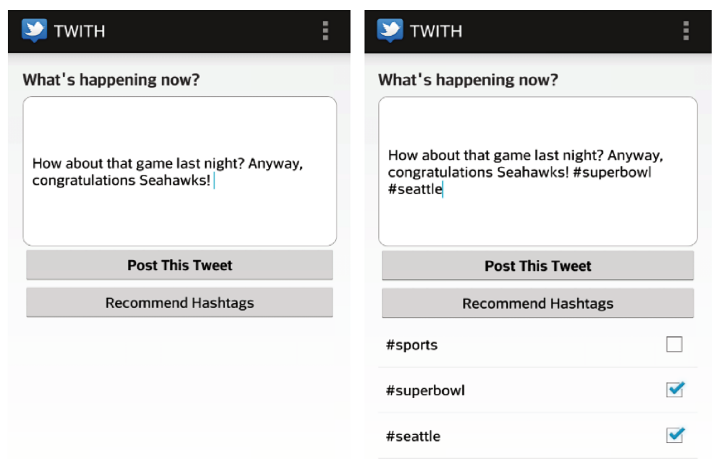 TWITH
What's happening now?
How about that game last night? Anyway,
congratulations Seahawks!
Post This Tweet
Recommend Hashtags
TWITH
What's happening now?
How about that game last night? Anyway,
congratulations Seahawks! #superbowl
#seattle
Post This Tweet
Recommend Hashtags
#sports
#superbowl
#seattle